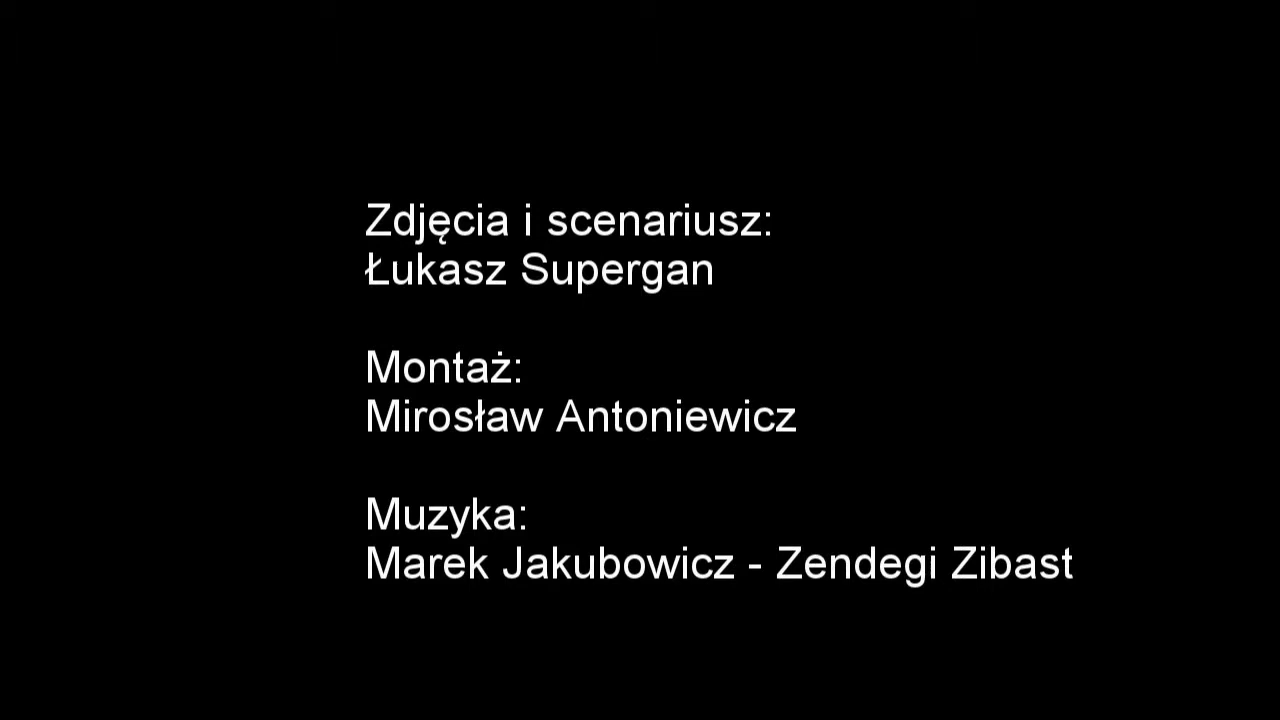 Zdjęcia i scenariusz:
Łukasz Supergan
Montaż:
Mirosław Antoniewicz
Muzyka:
Marek Jakubowicz - Zendegi Zibast